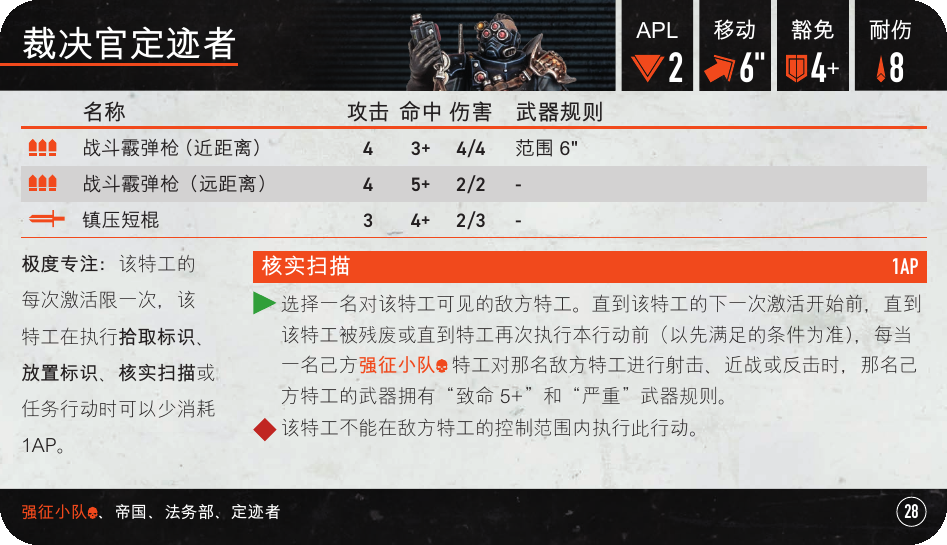 裁决官定迹者
APL 移动 豁免 耐伤
2 6" 4+ 8
名称 攻击 命中 伤害 武器规则
战斗霰弹枪（近距离） 4 3+ 4/4 范围 6"
战斗霰弹枪（远距离） 4 5+ 2/2 -
镇压短棍 3 4+ 2/3 -
极度专注：该特工的
每次激活限一次，该
特工在执行拾取标识、
放置标识、核实扫描或
任务行动时可以少消耗
1AP。
核实扫描 1AP
选择一名对该特工可见的敌方特工。直到该特工的下一次激活开始前，直到
该特工被残废或直到特工再次执行本行动前（以先满足的条件为准），每当
一名己方强征小队特工对那名敌方特工进行射击、近战或反击时，那名己
方特工的武器拥有“致命 5+”和“严重”武器规则。
该特工不能在敌方特工的控制范围内执行此行动。
强征小队、帝国、法务部、定迹者
28